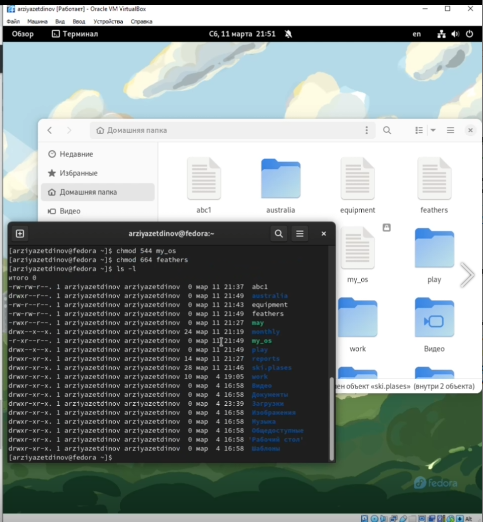 arziyazetdinov [Работает] - Oracle VM VirtualBox
Файл Машина Вид Ввод Устройства Справка
Обзор Терминал Сб, 11 марта 21:51 en
Домашняя папка
Недавние
Избранные
Домашняя папка
Видео
abc1 australia equipment feathers
my_os play
work Видео
ен объект «ski.plases» (внутри 2 объекта)
arziyazetdinov@fedora:~
[arziyazetdinov@fedora ~]$ chmod 544 my_os
[arziyazetdinov@fedora ~]$ chmod 664 feathers
[arziyazetdinov@fedora ~]$ ls -l
итого 0
-rw-rw-r--. 1 arziyazetdinov arziyazetdinov 0 мар 11 21:37 abc1
drwxr--r--. 1 arziyazetdinov arziyazetdinov 0 мар 11 21:49 australia
-rw-rw-r--. 1 arziyazetdinov arziyazetdinov 0 мар 11 21:43 equipment
-rw-rw-r--. 1 arziyazetdinov arziyazetdinov 0 мар 11 21:49 feathers
-rwxr--r--. 1 arziyazetdinov arziyazetdinov 0 мар 11 21:27 may
drwx--x--x. 1 arziyazetdinov arziyazetdinov 24 мар 11 21:19 monthly
-r-xr--r--. 1 arziyazetdinov arziyazetdinov 0 мар 11 21:49 my_os
drwx--x--x. 1 arziyazetdinov arziyazetdinov 0 мар 11 21:49 play
drwxr-xr-x. 1 arziyazetdinov arziyazetdinov 14 мар 11 21:27 reports
drwxr-xr-x. 1 arziyazetdinov arziyazetdinov 28 мар 11 21:46 ski.plases
drwxr-xr-x. 1 arziyazetdinov arziyazetdinov 10 мар 4 19:05 work
drwxr-xr-x. 1 arziyazetdinov arziyazetdinov 0 мар 4 16:58 Видео
drwxr-xr-x. 1 arziyazetdinov arziyazetdinov 0 мар 4 16:58 Документы
drwxr-xr-x. 1 arziyazetdinov arziyazetdinov 0 мар 4 23:39 Загрузки
drwxr-xr-x. 1 arziyazetdinov arziyazetdinov 0 мар 4 16:58 Изображения
drwxr-xr-x. 1 arziyazetdinov arziyazetdinov 0 мар 4 16:58 Музыка
drwxr-xr-x. 1 arziyazetdinov arziyazetdinov 0 мар 4 16:58 Общедоступные
drwxr-xr-x. 1 arziyazetdinov arziyazetdinov 0 мар 4 16:58 'Рабочий стол'
drwxr-xr-x. 1 arziyazetdinov arziyazetdinov 0 мар 4 16:58 Шаблоны
[arziyazetdinov@fedora ~]$
fedora
Alt